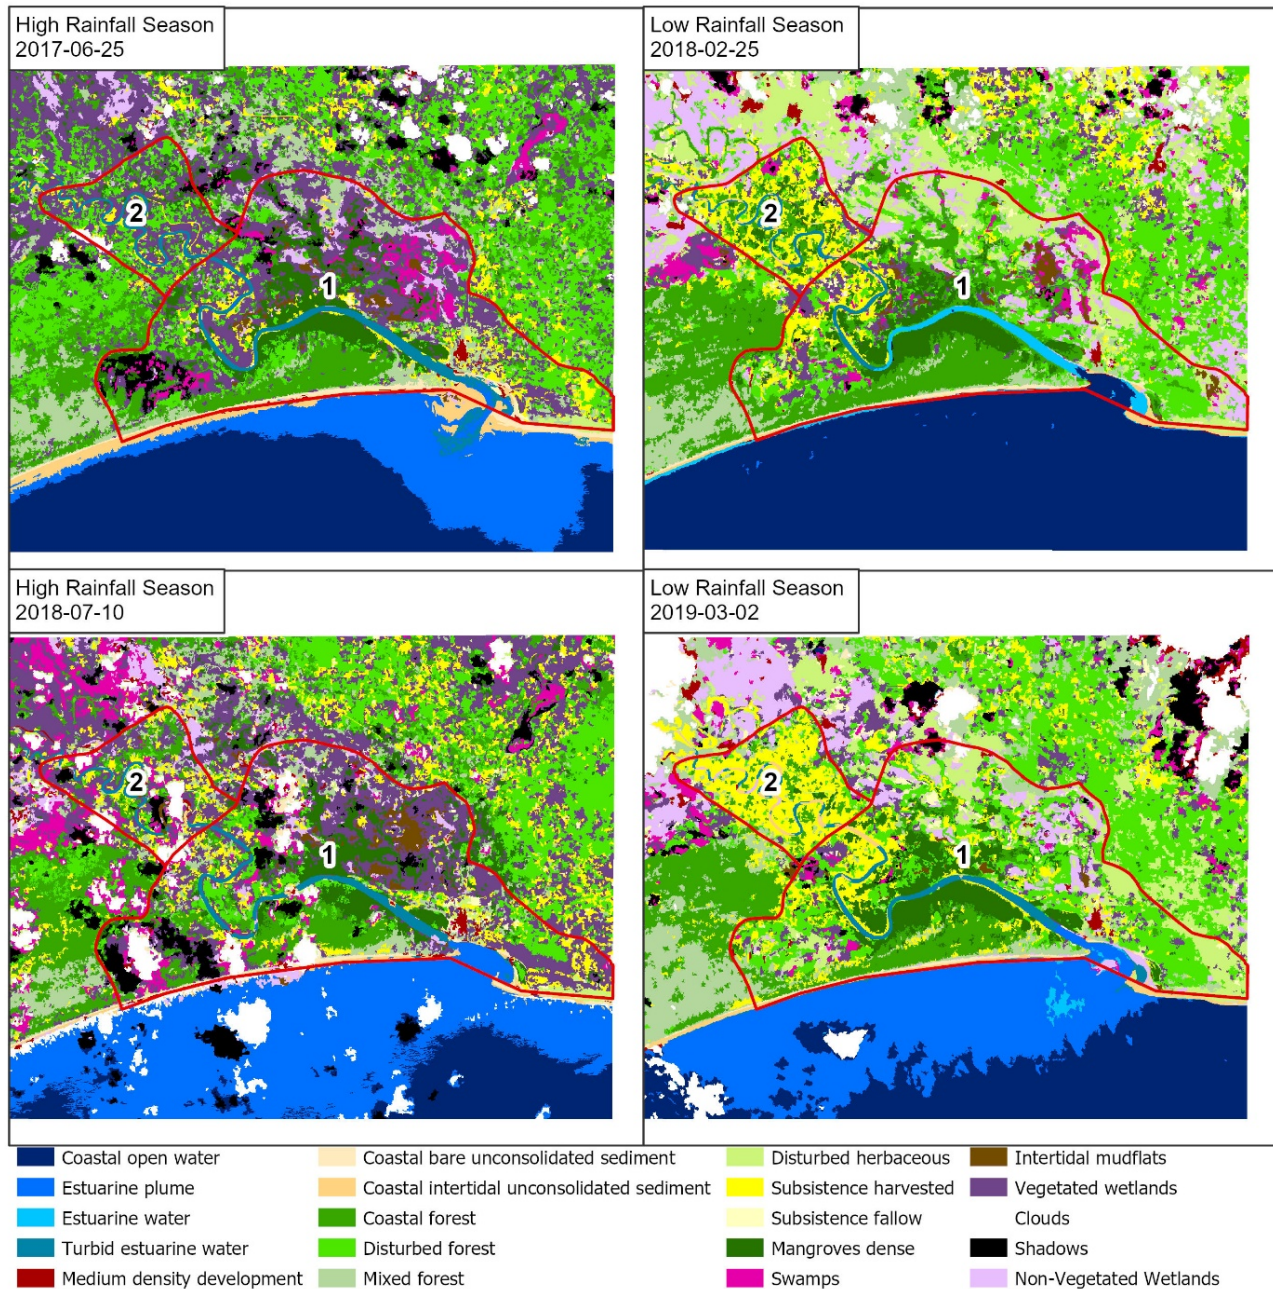 High Rainfall Season
2017-06-25
Low Rainfall Season
2018-02-25
2
1
2
1
High Rainfall Season
2018-07-10
Low Rainfall Season
2019-03-02
2
1
2
1
Coastal open water
Estuarine plume
Estuarine water
Turbid estuarine water
Medium density development
Coastal bare unconsolidated sediment
Coastal intertidal unconsolidated sediment
Coastal forest
Disturbed forest
Mixed forest
Disturbed herbaceous
Subsistence harvested
Subsistence fallow
Mangroves dense
Swamps
Intertidal mudflats
Vegetated wetlands
Clouds
Shadows
Non-Vegetated Wetlands